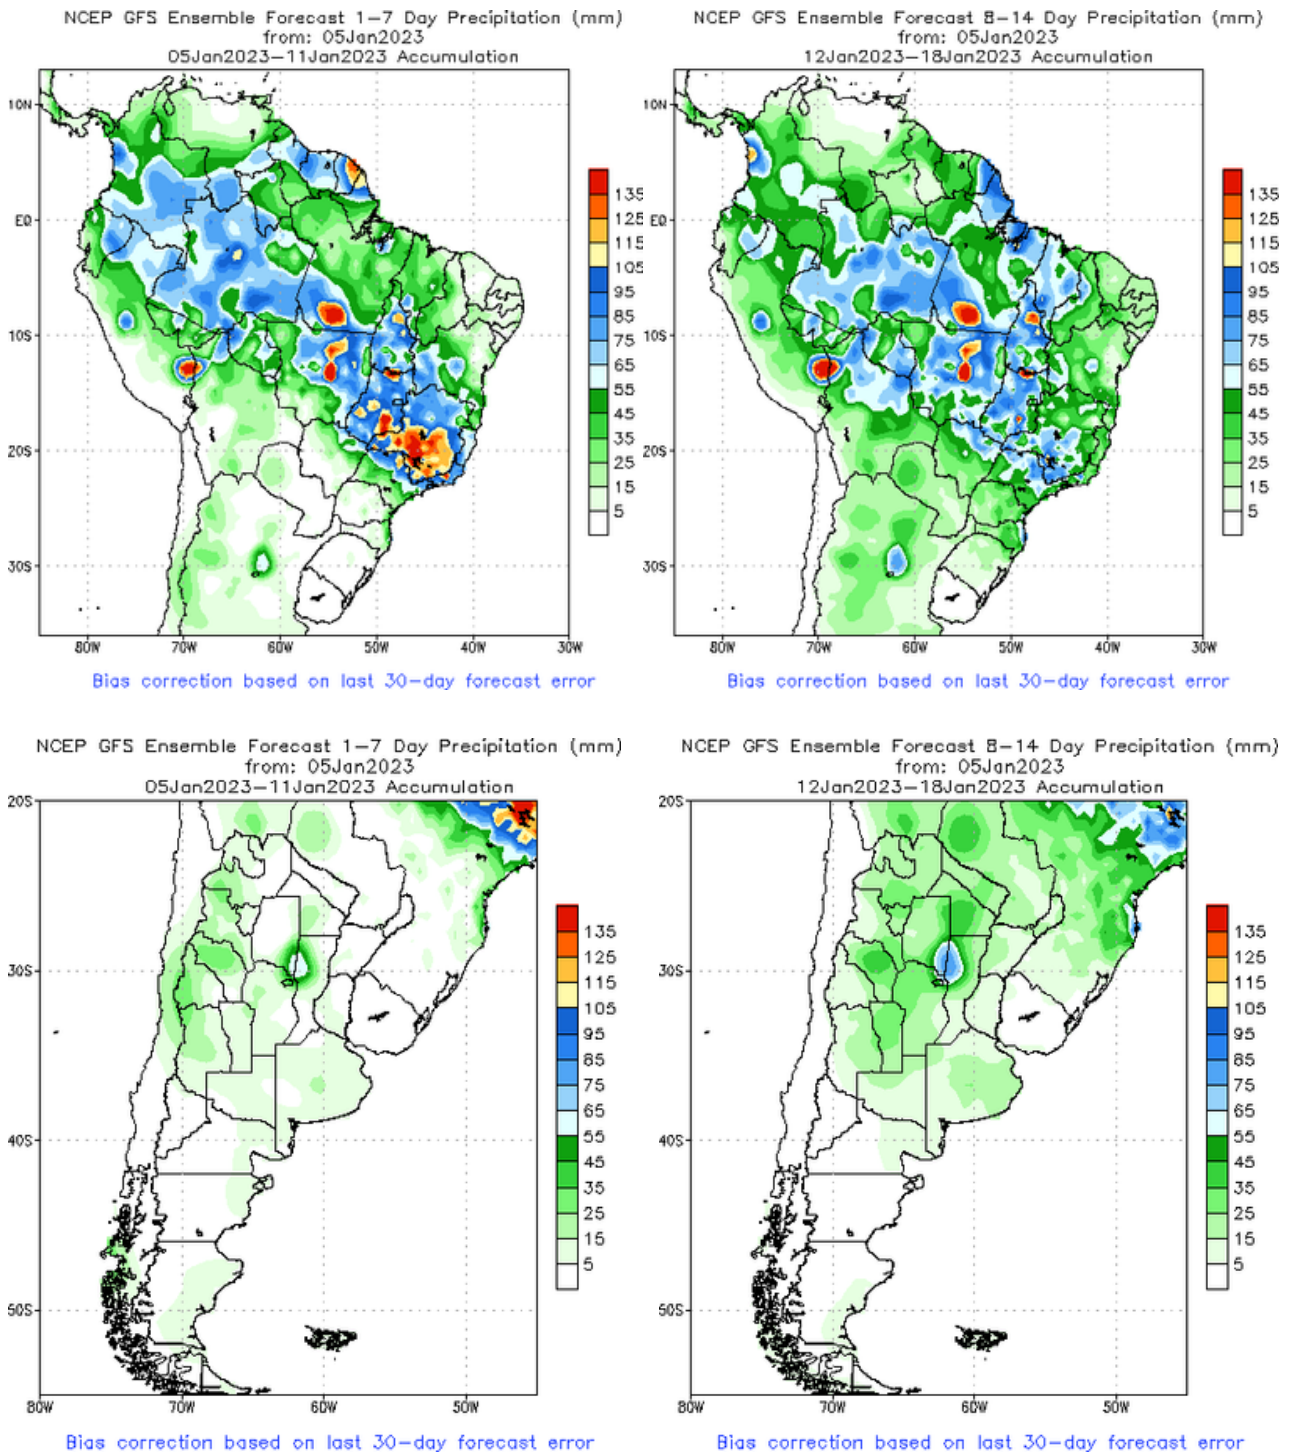 NCEP GFS Ensemble Forecast 1-7 Day Precipitation (mm)
from: 05Jan2023
05Jan2023-11Jan2023 Accumulation
10N
EQ
10S
20S
30S
80W 70W 60W 50W 40W 30W
135
125
115
105
95
85
75
65
55
45
35
25
15
5
Bias correction based on last 30-day forecast error
NCEP GFS Ensemble Forecast 8-14 Day Precipitation (mm)
from: 05Jan2023
12Jan2023-18Jan2023 Accumulation
10N
EQ
10S
20S
30S
80W 70W 60W 50W 40W 30W
135
125
115
105
95
85
75
65
55
45
35
25
15
5
Bias correction based on last 30-day forecast error
NCEP GFS Ensemble Forecast 1-7 Day Precipitation (mm)
from: 05Jan2023
05Jan2023-11Jan2023 Accumulation
20S
30S
40S
50S
80W 70W 60W 50W
135
125
115
105
95
85
75
65
55
45
35
25
15
5
Bias correction based on last 30-day forecast error
NCEP GFS Ensemble Forecast 8-14 Day Precipitation (mm)
from: 05Jan2023
12Jan2023-18Jan2023 Accumulation
20S
30S
40S
50S
80W 70W 60W 50W
135
125
115
105
95
85
75
65
55
45
35
25
15
5
Bias correction based on last 30-day forecast error